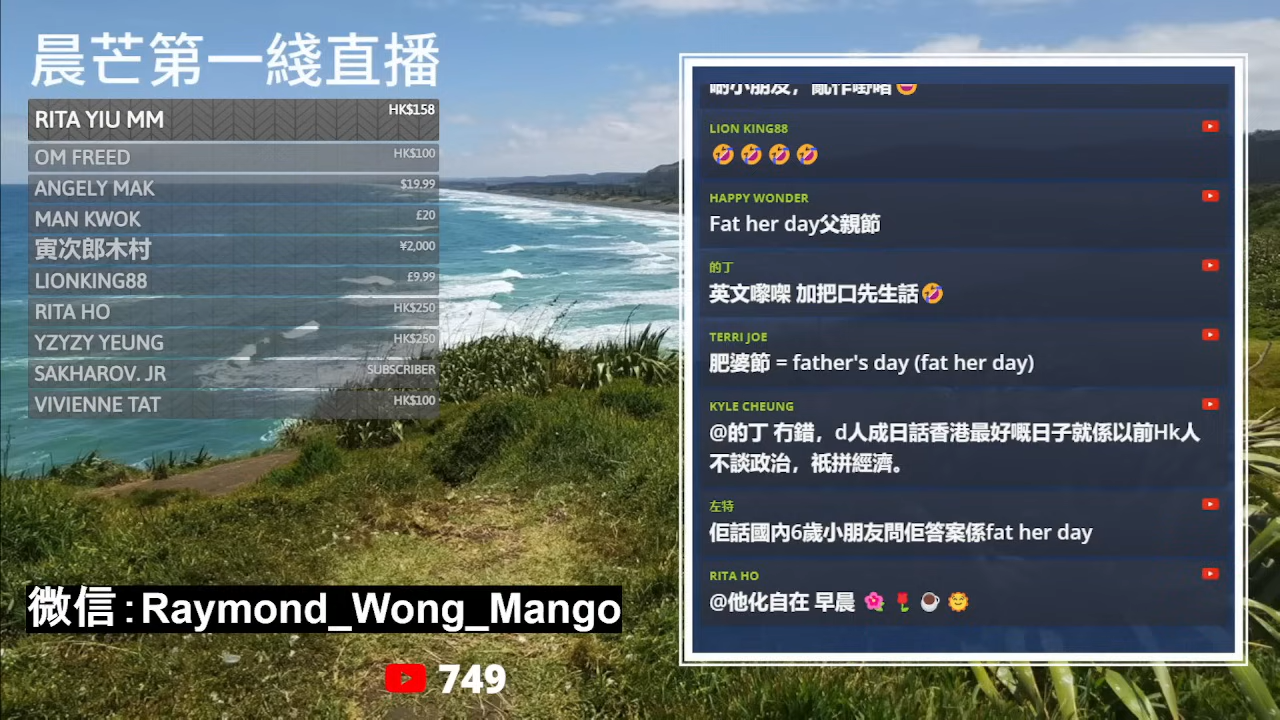 晨芒第一綫直播
RITA YIU MM HK$158
OM FREED HK$100
ANGELY MAK $19.99
MAN KWOK £20
寅次郎木村 ¥2,000
LIONKING88 £9.99
RITA HO HK$250
YZYZY YEUNG HK$250
SAKHAROV. JR SUBSCRIBER
VIVIENNE TAT HK$100
微信:Raymond_Wong_Mango
749
LION KING88
🤣🤣🤣🤣
HAPPY WONDER
Fat her day父親節
的丁
英文嚟㗎 加把口先生話🤣
TERRI JOE
肥婆節 = father's day (fat her day)
KYLE CHEUNG
@的丁 冇錯，d人成日話香港最好嘅日子就係以前Hk人
不談政治，祇拼經濟。
左特
佢話國內6歲小朋友問佢答案係fat her day
RITA HO
@他化自在 早晨 🌺🌷☕🌞